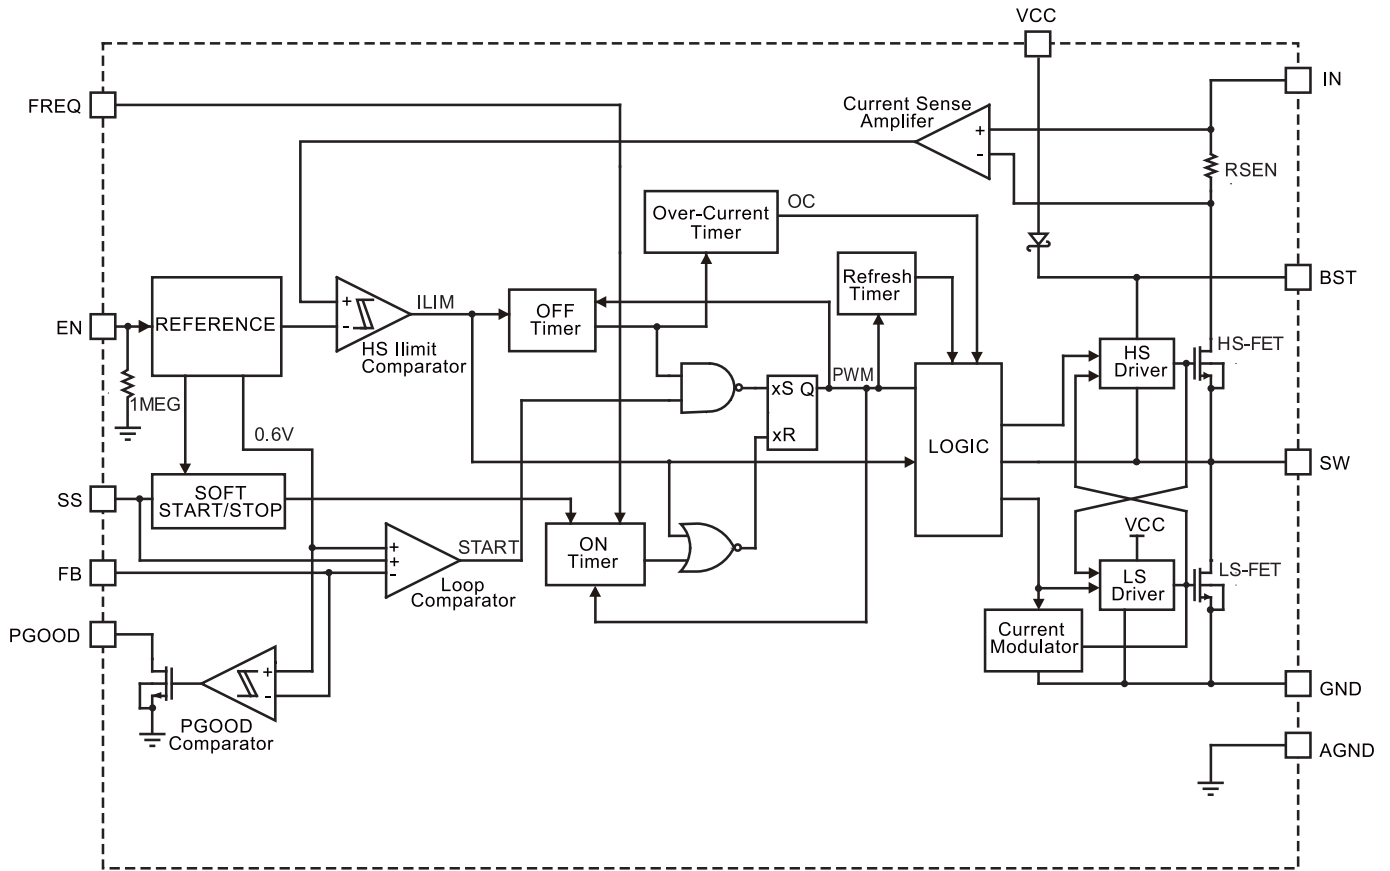 VCC
IN
FREQ
Current Sense
Amplifer
+
-
RSEN
Over-Current
Timer
OC
Refresh
Timer
BST
EN
REFERENCE
+
-
ILIM
HS Ilimit
Comparator
OFF
Timer
HS
Driver
HS-FET
1MEG
0.6V
xS Q
xR
PWM
LOGIC
SW
SS
SOFT
START/STOP
FB
+
+
-
START
Loop
Comparator
ON
Timer
VCC
LS
Driver
LS-FET
PGOOD
Current
Modulator
+
-
PGOOD
Comparator
GND
AGND